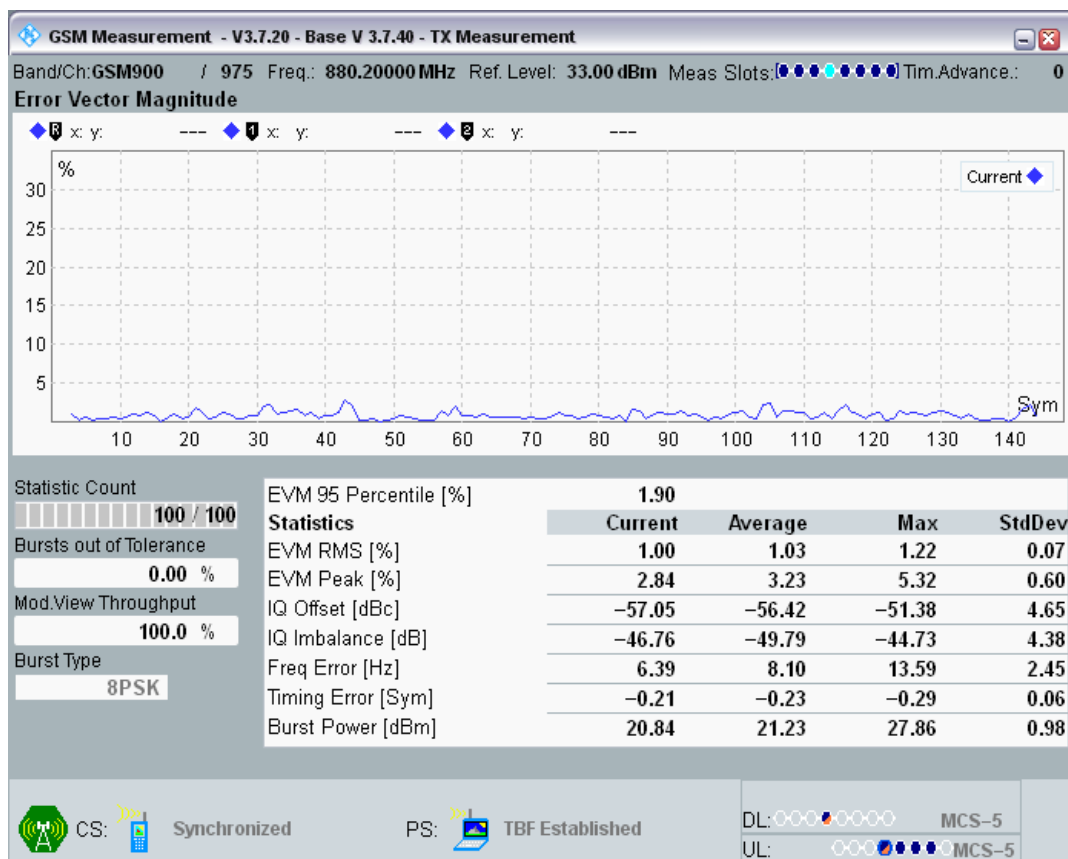 GSM Measurement - V3.7.20 - Base V 3.7.40 - TX Measurement
Band/Ch:GSM900 / 975 Freq.: 880.20000 MHz Ref. Level: 33.00 dBm Meas Slots: Tim.Advance.: 0
Error Vector Magnitude
R x: y: --- 1 x: y: --- 2 x: y: ---
%
Current
30
25
20
15
10
5
Sym
10 20 30 40 50 60 70 80 90 100 110 120 130 140
Statistic Count
100 / 100
Bursts out of Tolerance
0.00 %
Mod.View Throughput
100.0 %
Burst Type
8PSK
EVM 95 Percentile [%] 1.90
Statistics Current Average Max StdDev
EVM RMS [%] 1.00 1.03 1.22 0.07
EVM Peak [%] 2.84 3.23 5.32 0.60
IQ Offset [dBc] −57.05 −56.42 −51.38 4.65
IQ Imbalance [dB] −46.76 −49.79 −44.73 4.38
Freq Error [Hz] 6.39 8.10 13.59 2.45
Timing Error [Sym] −0.21 −0.23 −0.29 0.06
Burst Power [dBm] 20.84 21.23 27.86 0.98
CS: Synchronized PS: TBF Established
DL: MCS−5
UL: MCS−5